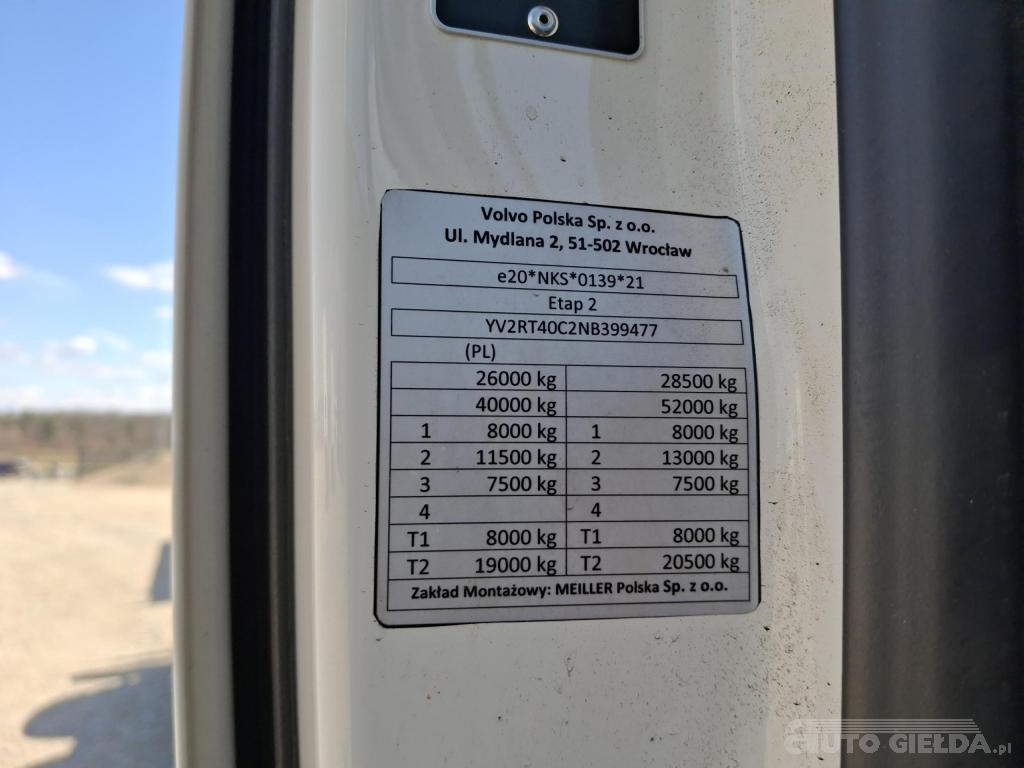 Volvo Polska Sp. z o.o.
Ul. Mydlana 2, 51-502 Wrocław
e20*NKS*0139*21
Etap 2
YV2RT40C2NB399477
(PL)
26000 kg 28500 kg
40000 kg 52000 kg
1 8000 kg 1 8000 kg
2 11500 kg 2 13000 kg
3 7500 kg 3 7500 kg
4 4
T1 8000 kg T1 8000 kg
T2 19000 kg T2 20500 kg
Zakład Montażowy: MEILLER Polska Sp. z o.o.
AUTO GIEŁDA.pl